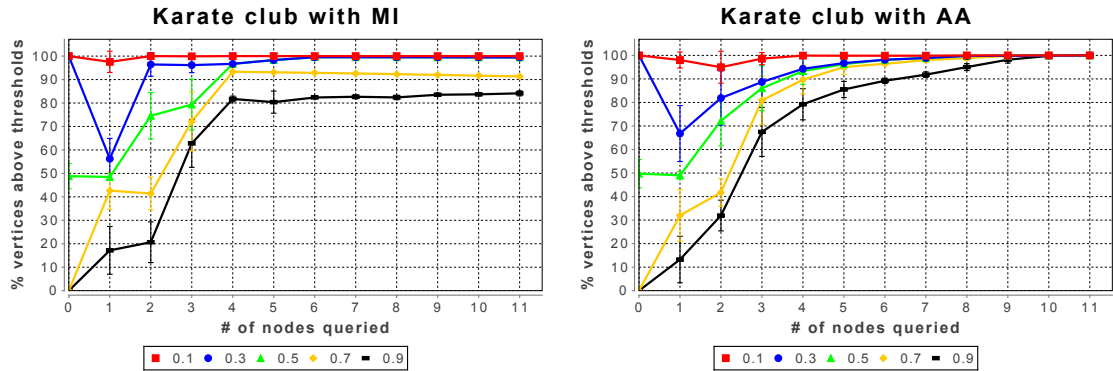 Karate club with MI
% vertices above thresholds
100
90
80
70
60
50
40
30
20
10
0
0 1 2 3 4 5 6 7 8 9 10 11
# of nodes queried
0.1 0.3 0.5 0.7 0.9
Karate club with AA
% vertices above thresholds
100
90
80
70
60
50
40
30
20
10
0
0 1 2 3 4 5 6 7 8 9 10 11
# of nodes queried
0.1 0.3 0.5 0.7 0.9